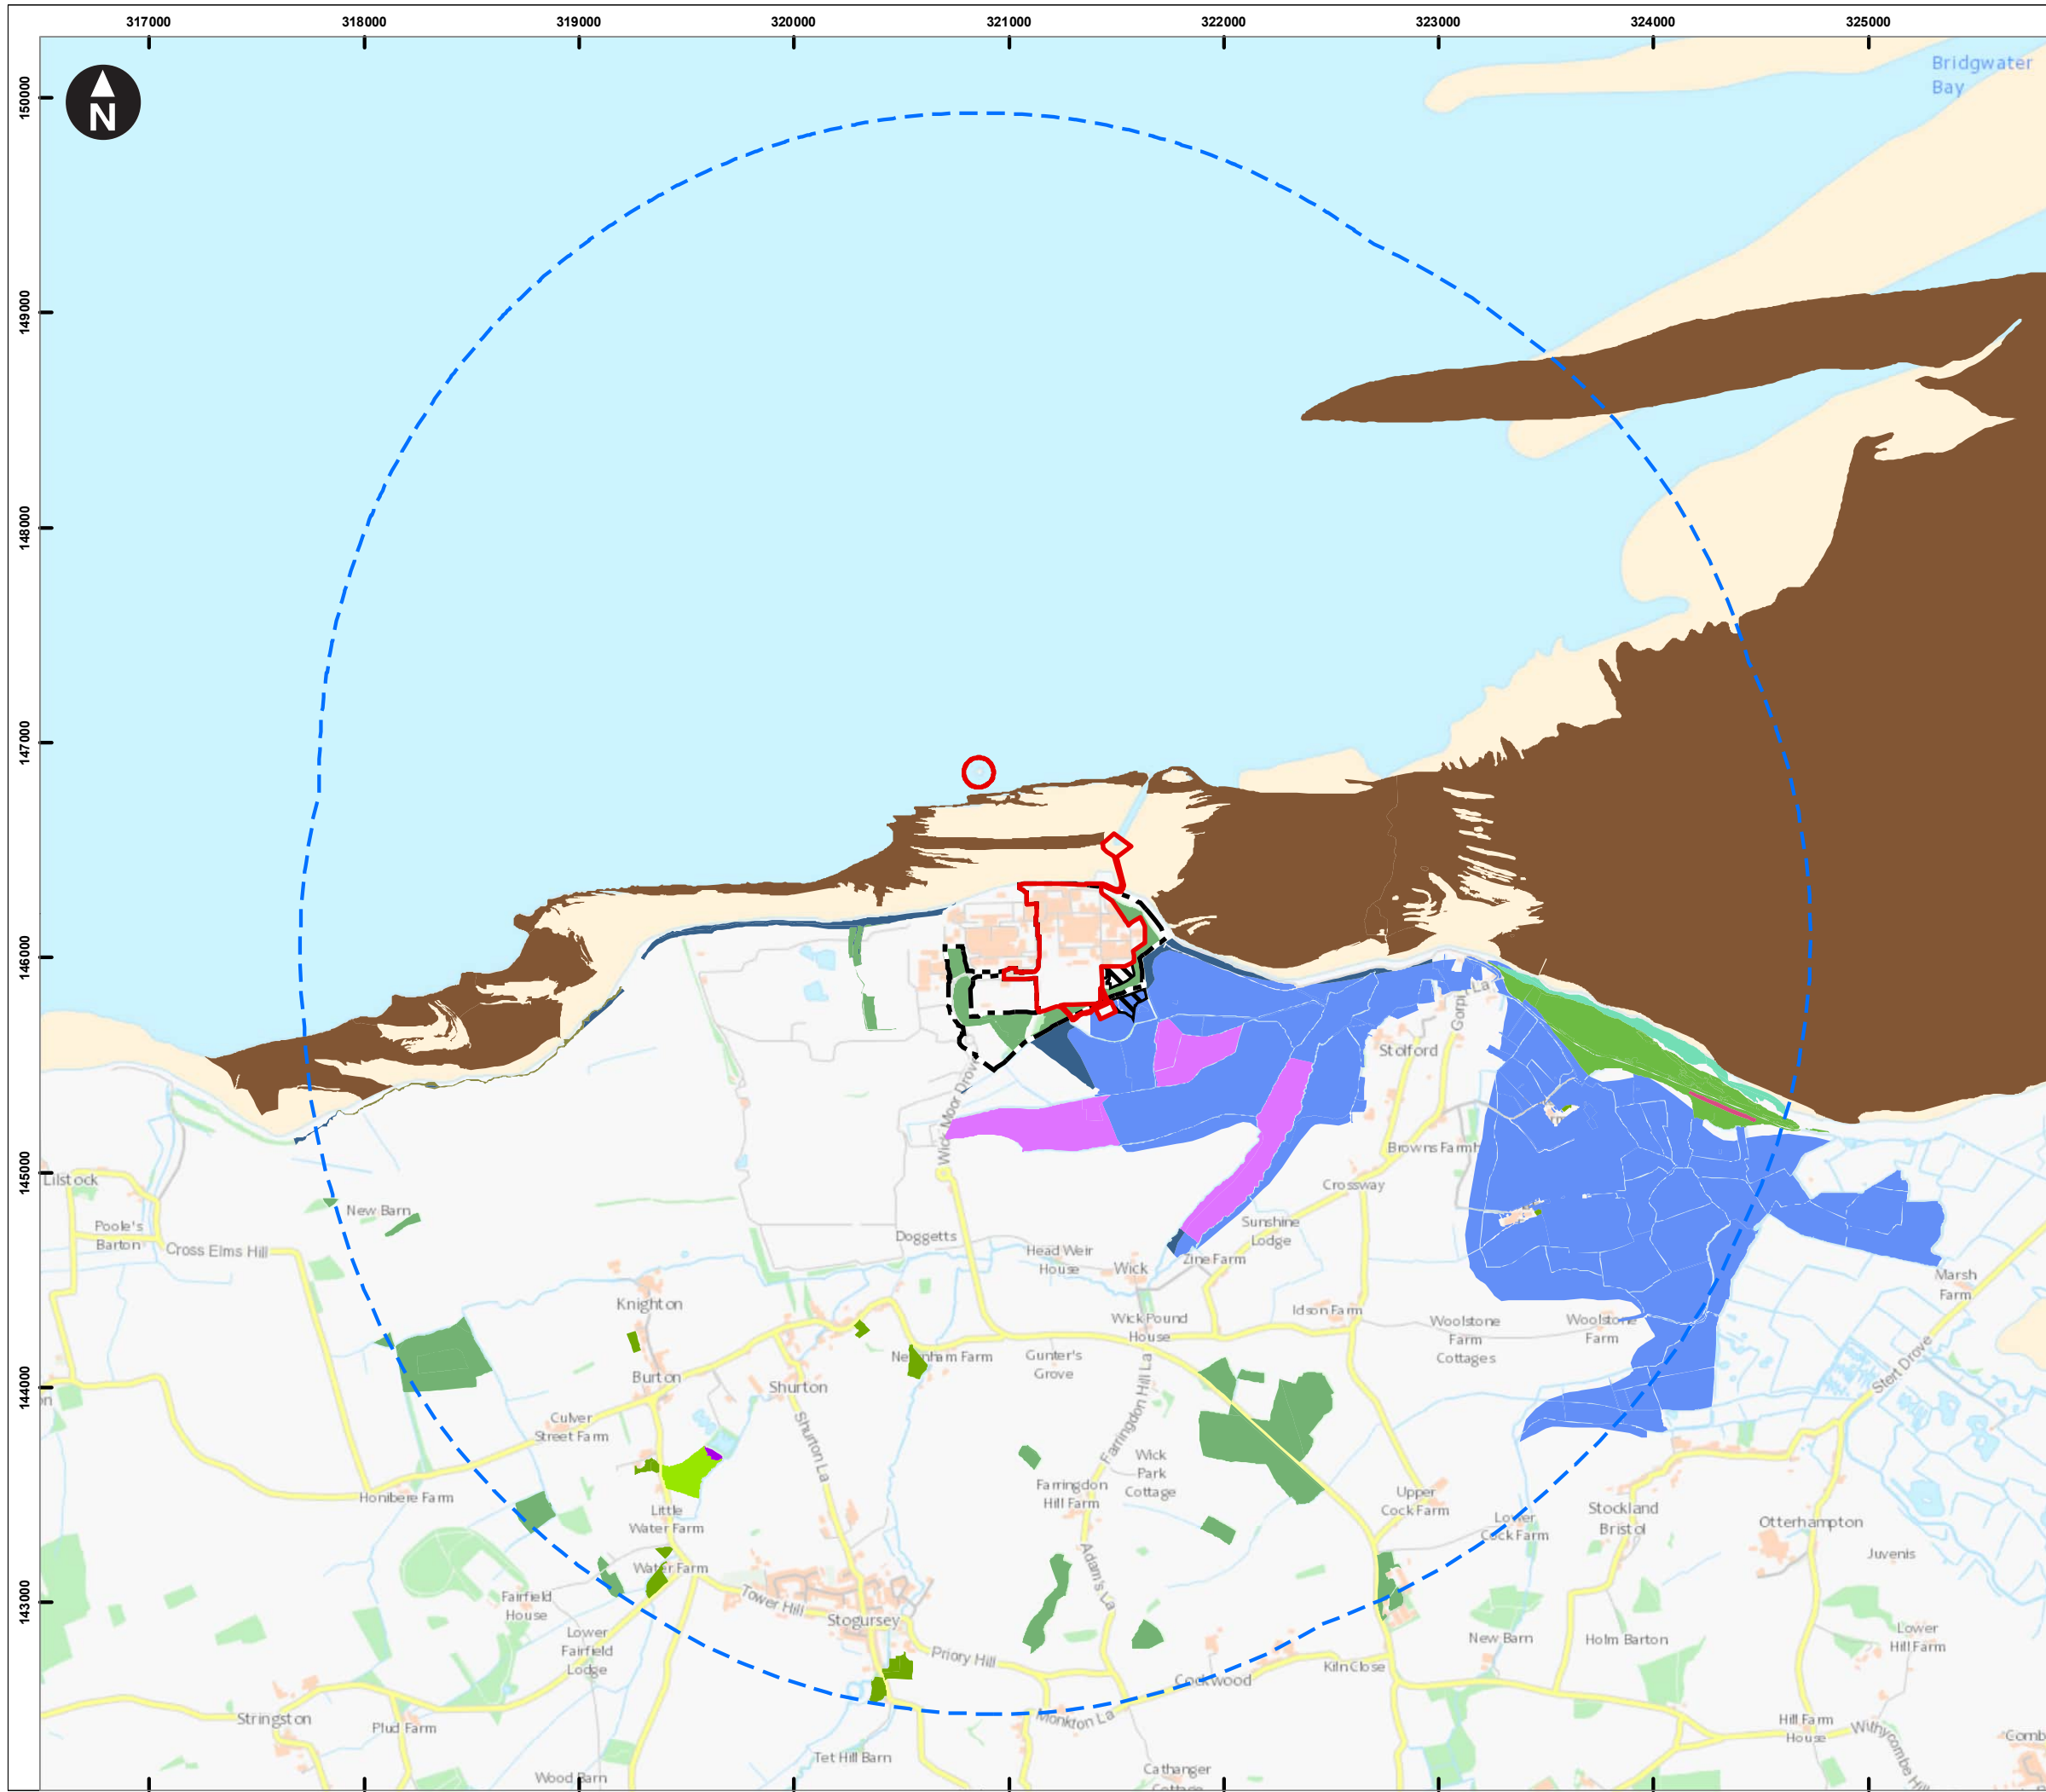 317000 318000 319000 320000 321000 322000 323000 324000 325000
150000
149000
148000
147000
146000
145000
144000
143000
N
Bridgwater
Bay
Stolford
Gorpit La
Wick Moor Drove
Browns Farmh
Crossway
Lilstock
Poole's
Barton
New Barn
Cross Elms Hill
Doggetts
Sunshine
Lodge
Head Weir
House
Wick
Zine Farm
Marsh
Farm
Knighton
Idson Farm
Wick Pound
House
Woolstone
Farm
Cottages
Woolstone
Farm
Newnham Farm
Gunter's
Grove
Burton
Shurton
Stert Drove
Culver
Street Farm
Shurton La
Farringdon Hill La
Wick
Park
Cottage
Honibere Farm
Farringdon
Hill Farm
Upper
Cock Farm
Little
Water Farm
Lower
Cock Farm
Stockland
Bristol
Otterhampton
Juvenis
Water Farm
Adam's La
Fairfield
House
Tower Hill
Stogursey
Lower
Fairfield
Lodge
Priory Hill
New Barn
Holm Barton
Lower
Hill Farm
Kiln Close
Cockwood
Stringston
Plud Farm
Monkton La
Hill Farm
House
Withycombe Hill
Comb
Tet Hill Barn
Wood Barn
Cathanger
Cottage